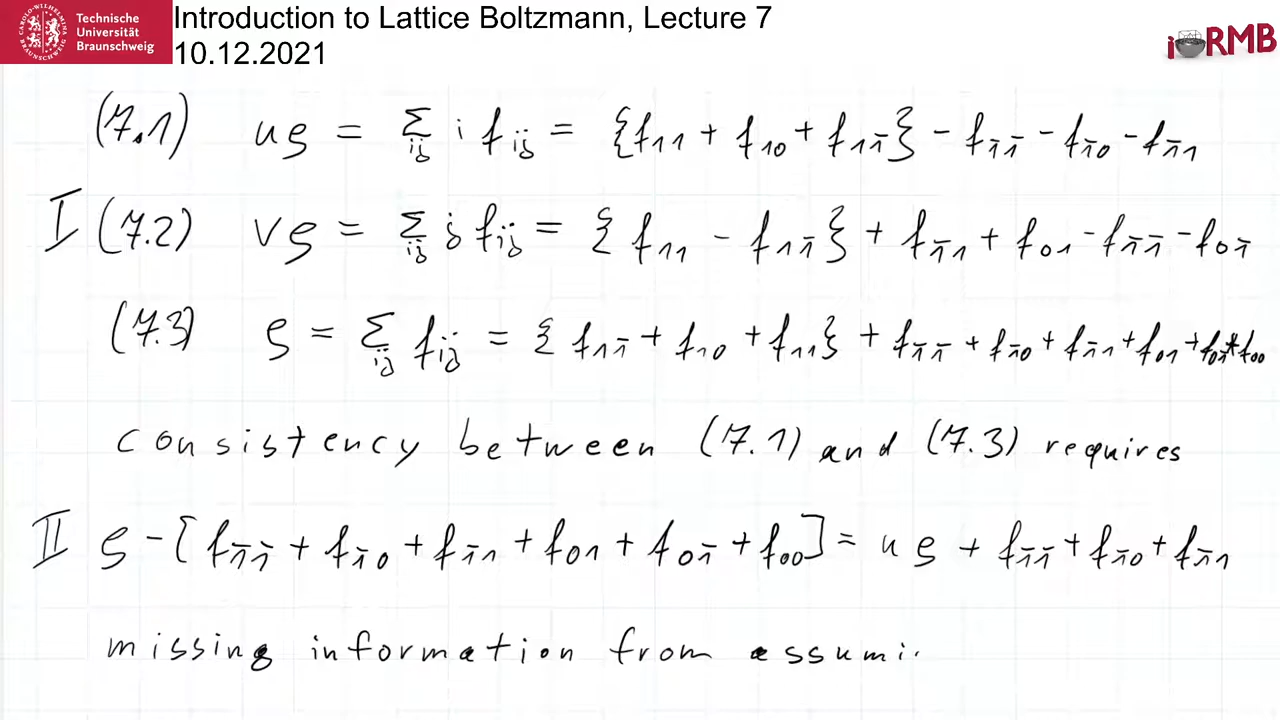 Technische
Universität
Braunschweig
Introduction to Lattice Boltzmann, Lecture 7
10.12.2021
iRMB
(7.1) uρ = Σ_ij i f_ij = {f_11 + f_10 + f_11̄} - f_1̄1̄ - f_1̄0 - f_1̄1
I (7.2) vρ = Σ_ij j f_ij = {f_11 - f_11̄} + f_1̄1 + f_01 - f_1̄1̄ - f_01̄
(7.3) ρ = Σ_ij f_ij = {f_11̄ + f_10 + f_11} + f_1̄1̄ + f_1̄0 + f_1̄1 + f_01 + f_01̄ + f_00
consistency between (7.1) and (7.3) requires
II ρ - [f_1̄1̄ + f_1̄0 + f_1̄1 + f_01 + f_01̄ + f_00] = uρ + f_1̄1̄ + f_1̄0 + f_1̄1
missing information from assumi